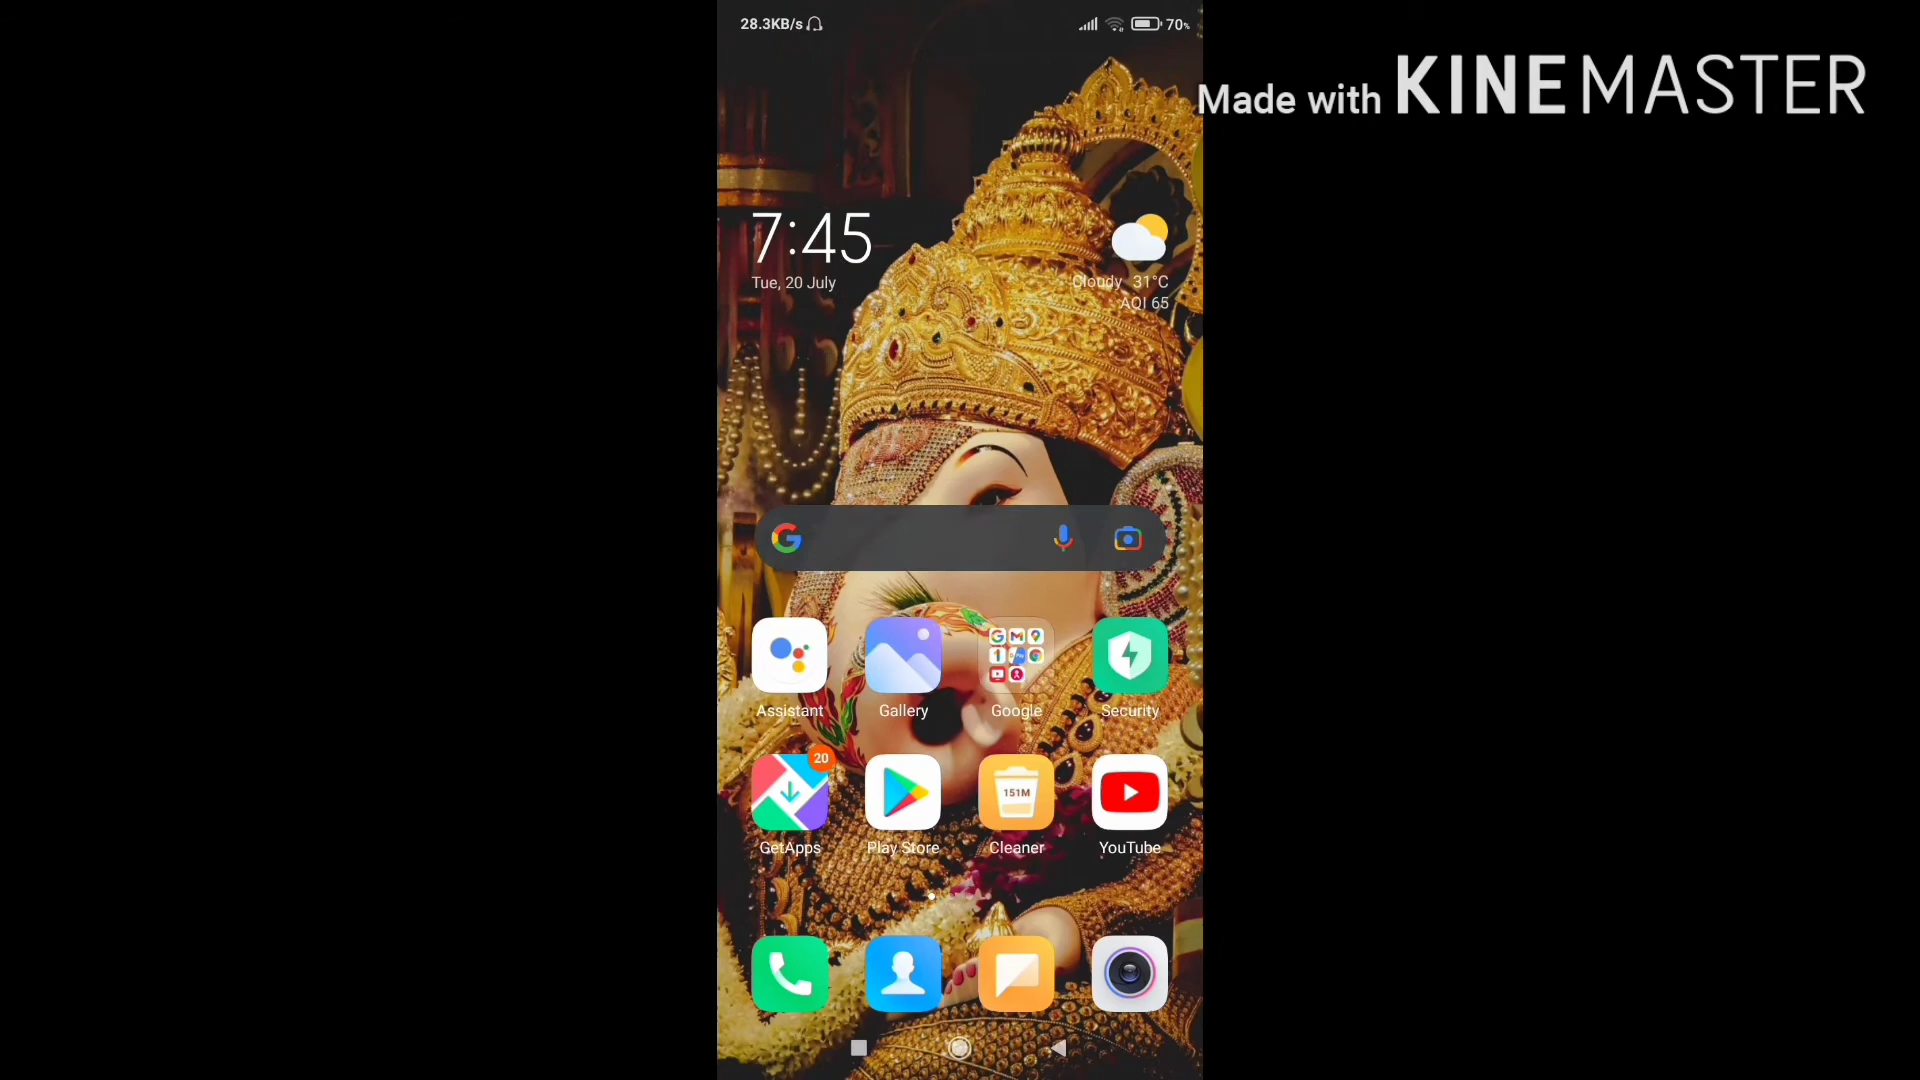 28.3KB/s
70%
Made with KINEMASTER
7:45
Tue, 20 July
Cloudy 31°C
AQI 65
Assistant
Gallery
Google
Security
20
151M
GetApps
Play Store
Cleaner
YouTube